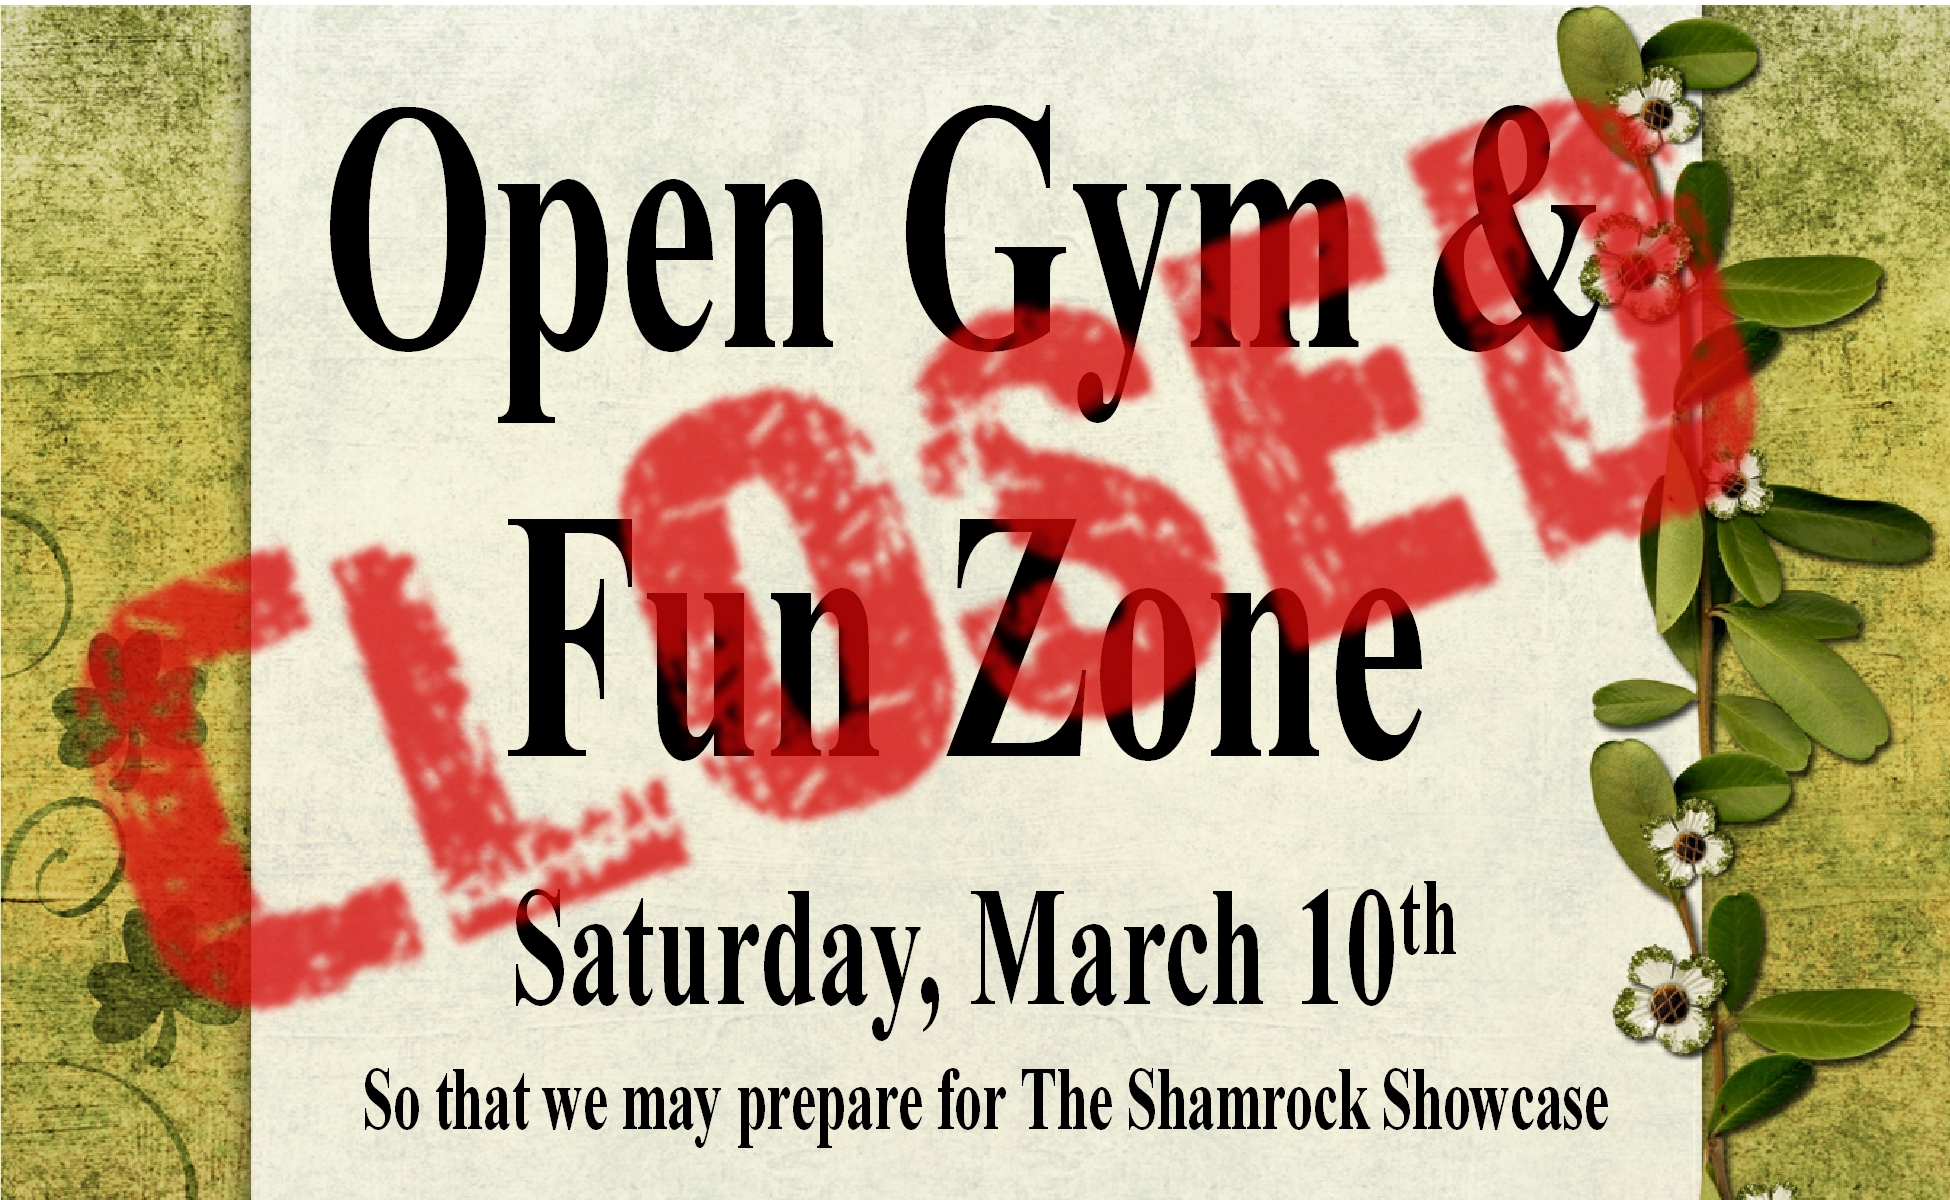 Open Gym &
Fun Zone
CLOSED
Saturday, March 10th
So that we may prepare for The Shamrock Showcase